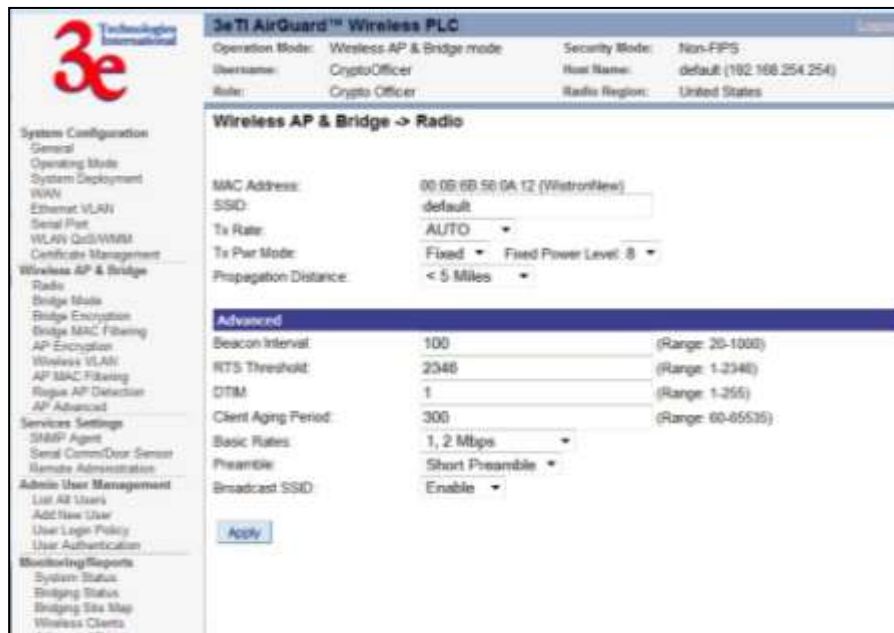 3e Technologies
International
3eTI AirGuard™ Wireless PLC
Operation Mode: Wireless AP & Bridge mode Security Mode: Non-FIPS
Username: CryptoOfficer Host Name: default (192.168.254.254)
Role: Crypto Officer Radio Region: United States
System Configuration
General
Operating Mode
System Deployment
WAN
Ethernet VLAN
Serial Port
WLAN QoS/WMM
Certificate Management
Wireless AP & Bridge
Radio
Bridge Mode
Bridge Encryption
Bridge MAC Filtering
AP Encryption
Wireless VLAN
AP MAC Filtering
Rogue AP Detection
AP Advanced
Services Settings
SNMP Agent
Serial Comm/Door Sensor
Remote Administration
Admin User Management
List All Users
Add New User
User Login Policy
User Authentication
Monitoring/Reports
System Status
Bridging Status
Bridging Site Map
Wireless Clients
Wireless AP & Bridge -> Radio
MAC Address: 00:0B:6B:56:0A:12 (WistronNew)
SSID: default
Tx Rate: AUTO
Tx Pwr Mode: Fixed Fixed Power Level: 8
Propagation Distance: < 5 Miles
Advanced
Beacon Interval: 100 (Range: 20-1000)
RTS Threshold: 2346 (Range: 1-2346)
DTIM: 1 (Range: 1-255)
Client Aging Period: 300 (Range: 60-65535)
Basic Rates: 1, 2 Mbps
Preamble: Short Preamble
Broadcast SSID: Enable
Apply